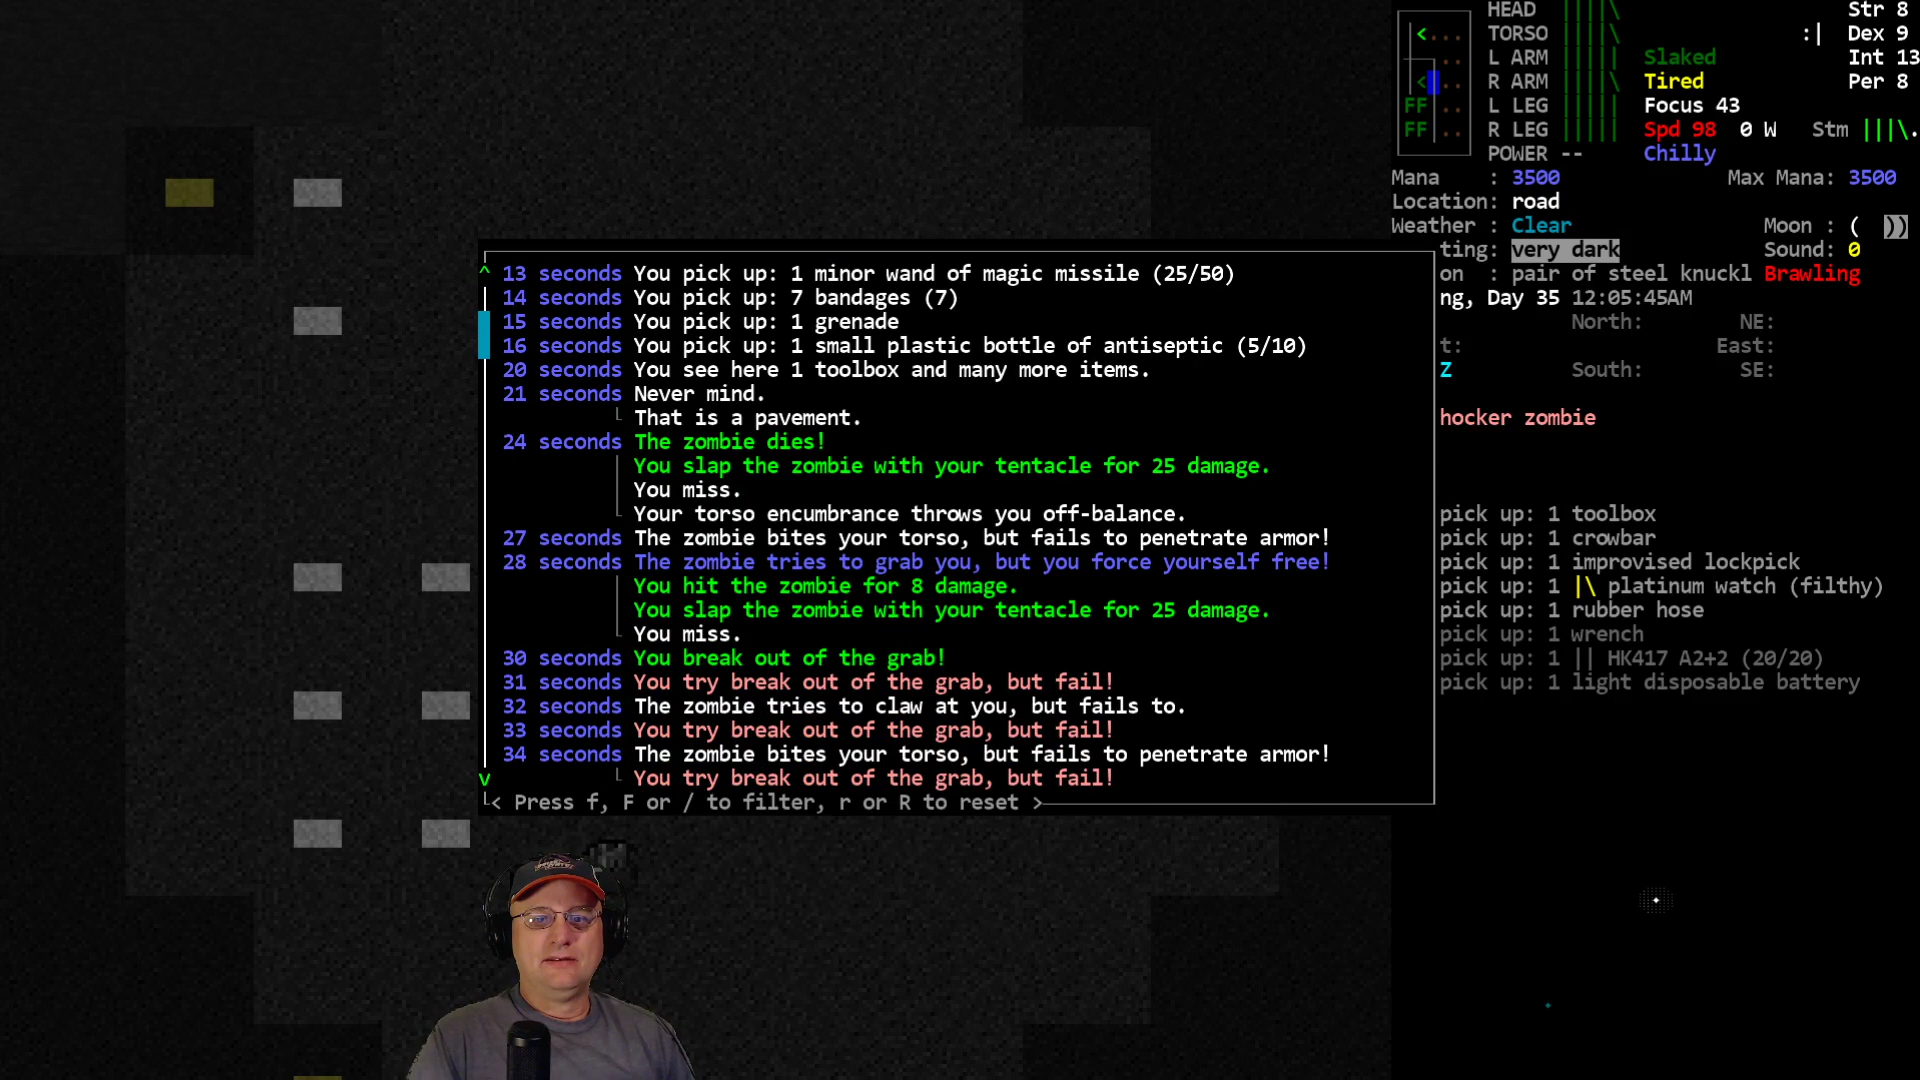 HEAD ||||\ Str 8
<... TORSO ||||\ :| Dex 9
.. L ARM ||||| Slaked Int 13
< .. R ARM ||||\ Tired Per 8
FF .. L LEG ||||| Focus 43
FF .. R LEG ||||| Spd 98 0 W Stm |||\.
POWER -- Chilly
Mana : 3500 Max Mana: 3500
Location: road
Weather : Clear Moon : ( ))
ting: very dark Sound: 0
on : pair of steel knuckl Brawling
ng, Day 35 12:05:45AM
North: NE:
t: East:
Z South: SE:
hocker zombie
pick up: 1 toolbox
pick up: 1 crowbar
pick up: 1 improvised lockpick
pick up: 1 |\ platinum watch (filthy)
pick up: 1 rubber hose
pick up: 1 wrench
pick up: 1 || HK417 A2+2 (20/20)
pick up: 1 light disposable battery
^ 13 seconds You pick up: 1 minor wand of magic missile (25/50)
14 seconds You pick up: 7 bandages (7)
15 seconds You pick up: 1 grenade
16 seconds You pick up: 1 small plastic bottle of antiseptic (5/10)
20 seconds You see here 1 toolbox and many more items.
21 seconds Never mind.
That is a pavement.
24 seconds The zombie dies!
You slap the zombie with your tentacle for 25 damage.
You miss.
Your torso encumbrance throws you off-balance.
27 seconds The zombie bites your torso, but fails to penetrate armor!
28 seconds The zombie tries to grab you, but you force yourself free!
You hit the zombie for 8 damage.
You slap the zombie with your tentacle for 25 damage.
You miss.
30 seconds You break out of the grab!
31 seconds You try break out of the grab, but fail!
32 seconds The zombie tries to claw at you, but fails to.
33 seconds You try break out of the grab, but fail!
34 seconds The zombie bites your torso, but fails to penetrate armor!
v You try break out of the grab, but fail!
< Press f, F or / to filter, r or R to reset >